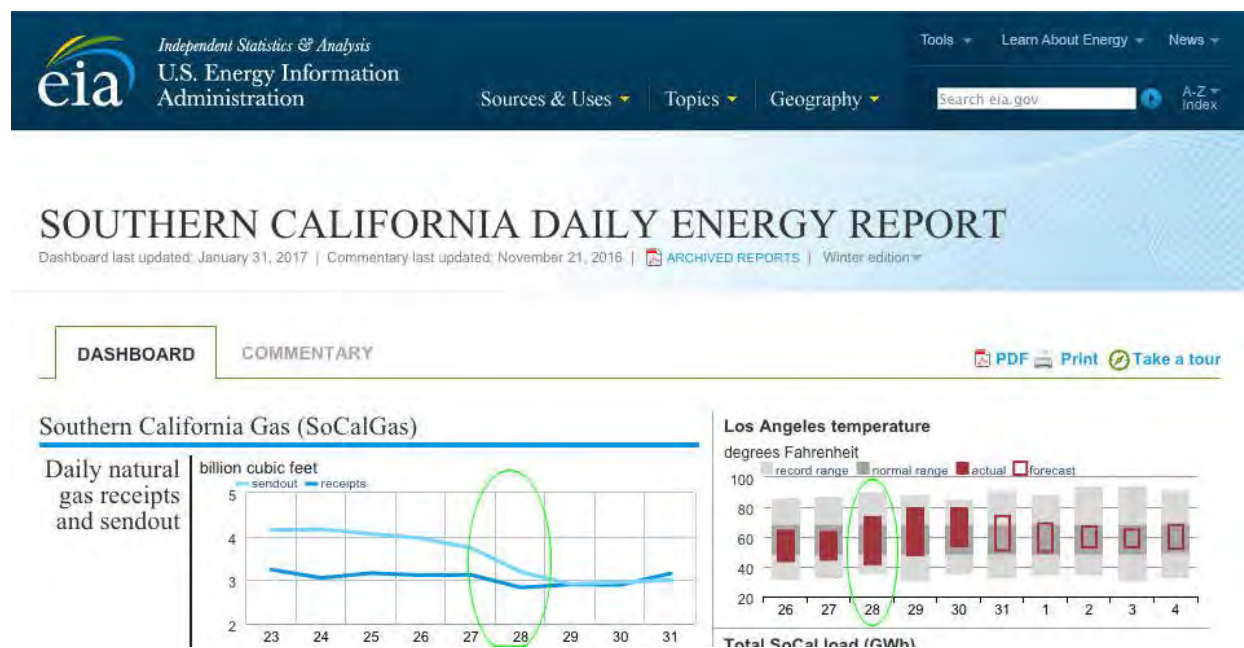 Independent Statistics & Analysis
U.S. Energy Information
Administration
eia
Tools Learn About Energy News
Sources & Uses Topics Geography
Search eia.gov
A-Z
Index
SOUTHERN CALIFORNIA DAILY ENERGY REPORT
Dashboard last updated: January 31, 2017 | Commentary last updated: November 21, 2016 | ARCHIVED REPORTS | Winter edition
DASHBOARD COMMENTARY
PDF Print Take a tour
Southern California Gas (SoCalGas)
Daily natural
gas receipts
and sendout
billion cubic feet
sendout receipts
5
4
3
2
23 24 25 26 27 28 29 30 31
Los Angeles temperature
degrees Fahrenheit
record range normal range actual forecast
100
80
60
40
20
26 27 28 29 30 31 1 2 3 4
Total SoCal load (GWh)